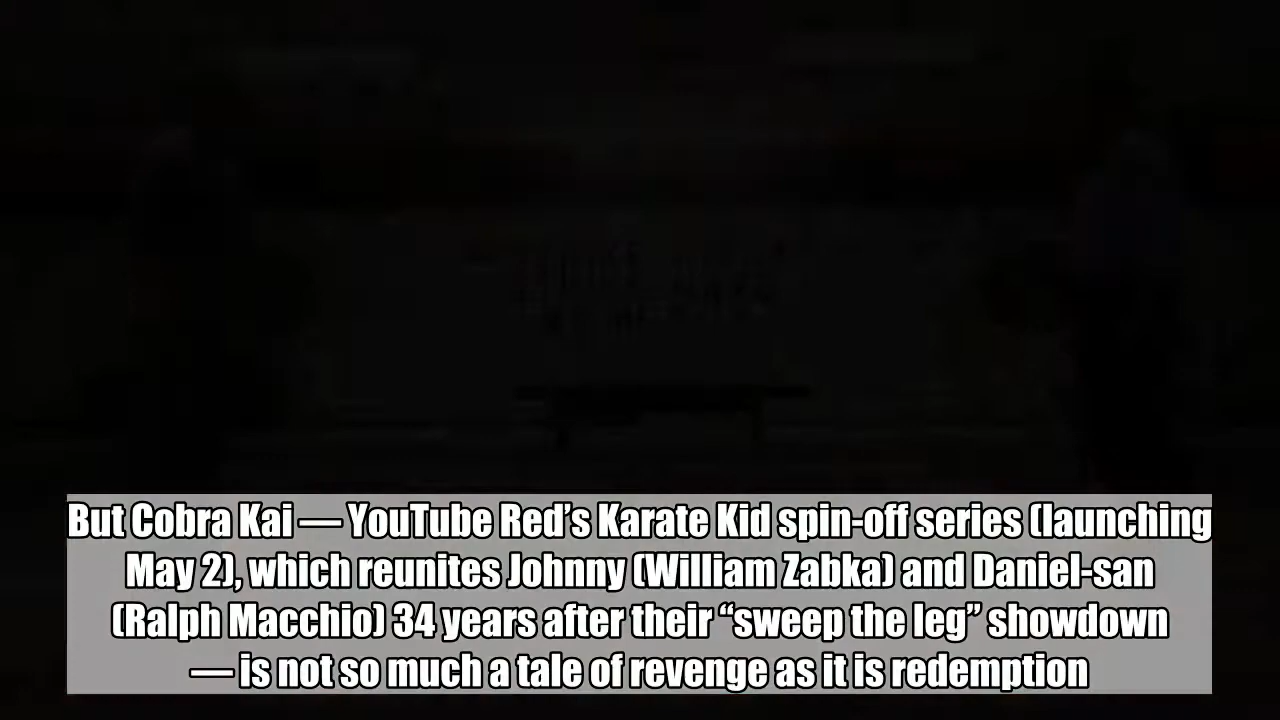 But Cobra Kai — YouTube Red’s Karate Kid spin-off series (launching
May 2), which reunites Johnny (William Zabka) and Daniel-san
(Ralph Macchio) 34 years after their “sweep the leg” showdown
— is not so much a tale of revenge as it is redemption